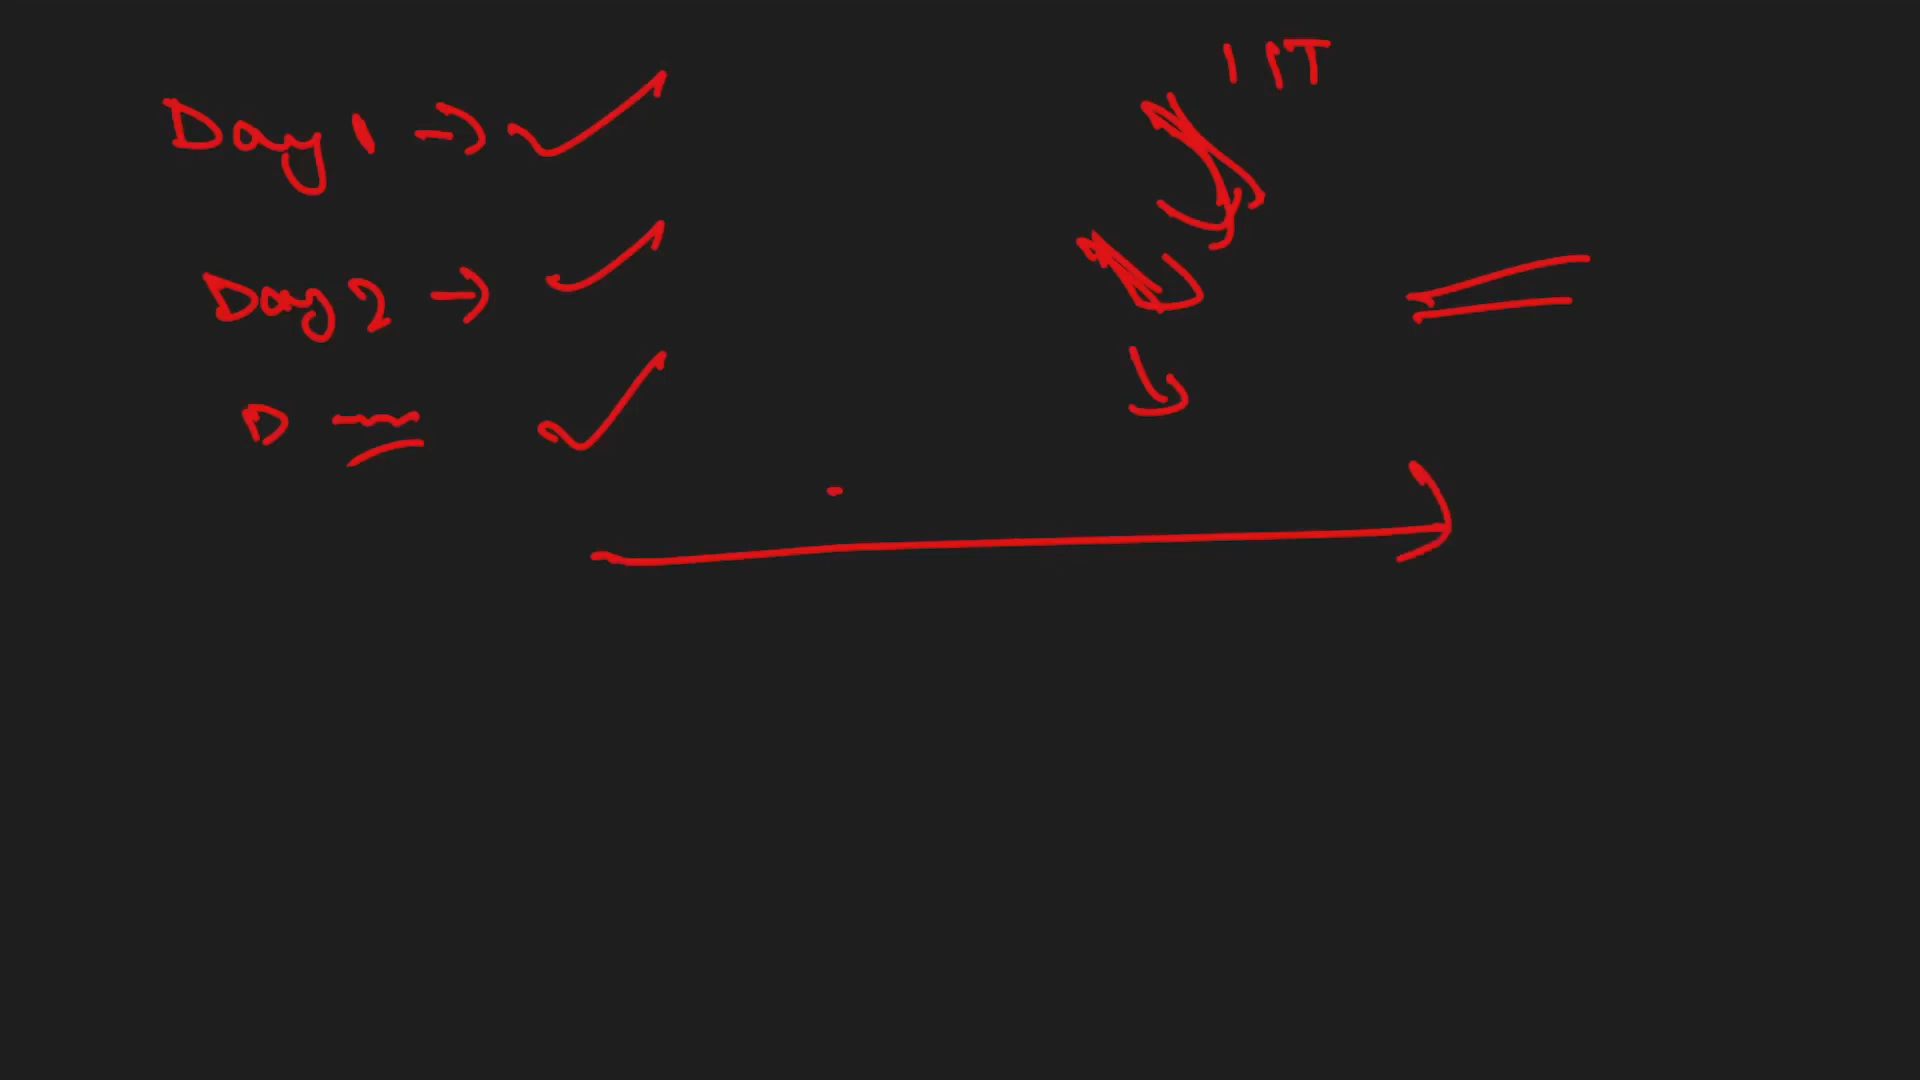 IIT
Day 1 → ✓
Day 2 → ✓
D ✓